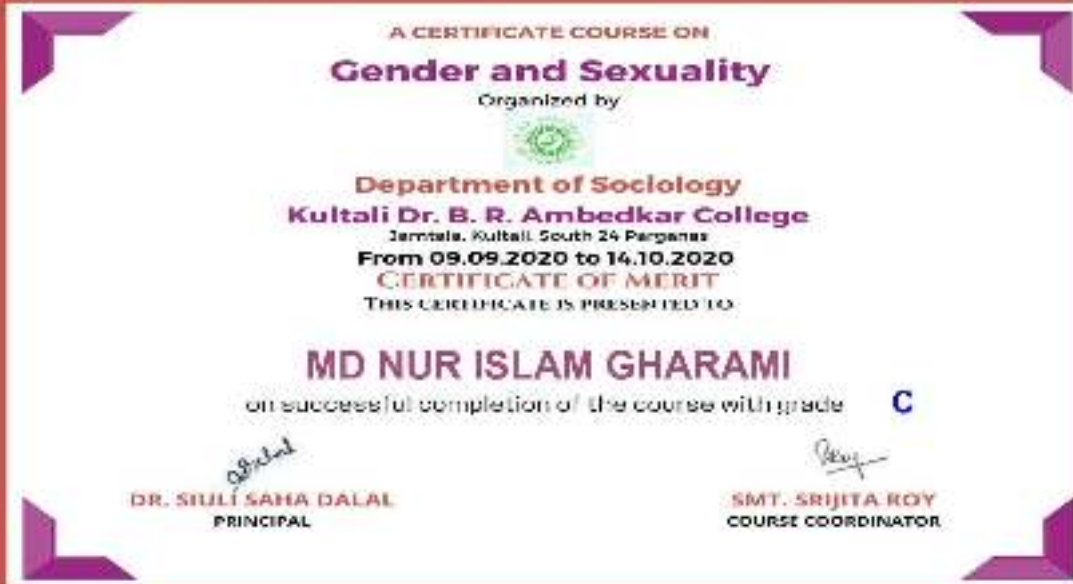 A CERTIFICATE COURSE ON
Gender and Sexuality
Organized by
Department of Sociology
Kultali Dr. B. R. Ambedkar College
Jamtala, Kultali, South 24 Parganas
From 09.09.2020 to 14.10.2020
CERTIFICATE OF MERIT
THIS CERTIFICATE IS PRESENTED TO
MD NUR ISLAM GHARAMI
on successful completion of the course with grade C
DR. SIULI SAHA DALAL
PRINCIPAL
SMT. SRIJITA ROY
COURSE COORDINATOR